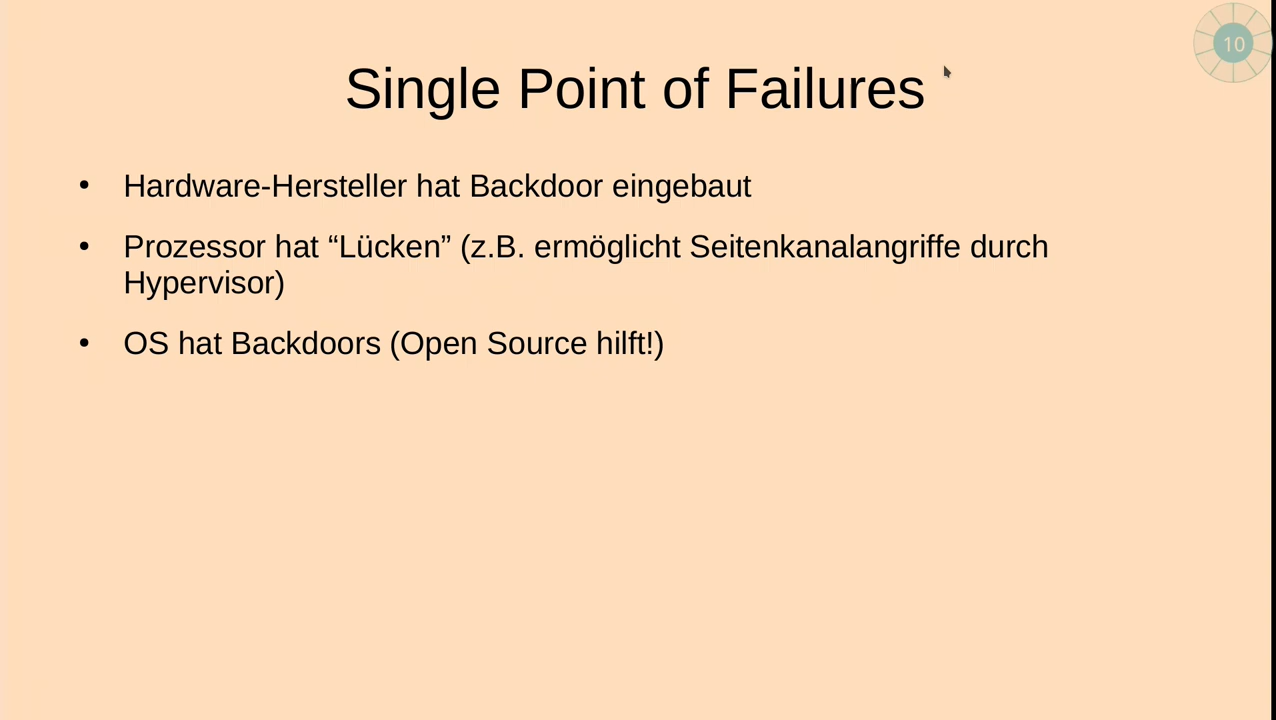 10
Single Point of Failures
• Hardware-Hersteller hat Backdoor eingebaut
• Prozessor hat “Lücken” (z.B. ermöglicht Seitenkanalangriffe durch
Hypervisor)
• OS hat Backdoors (Open Source hilft!)